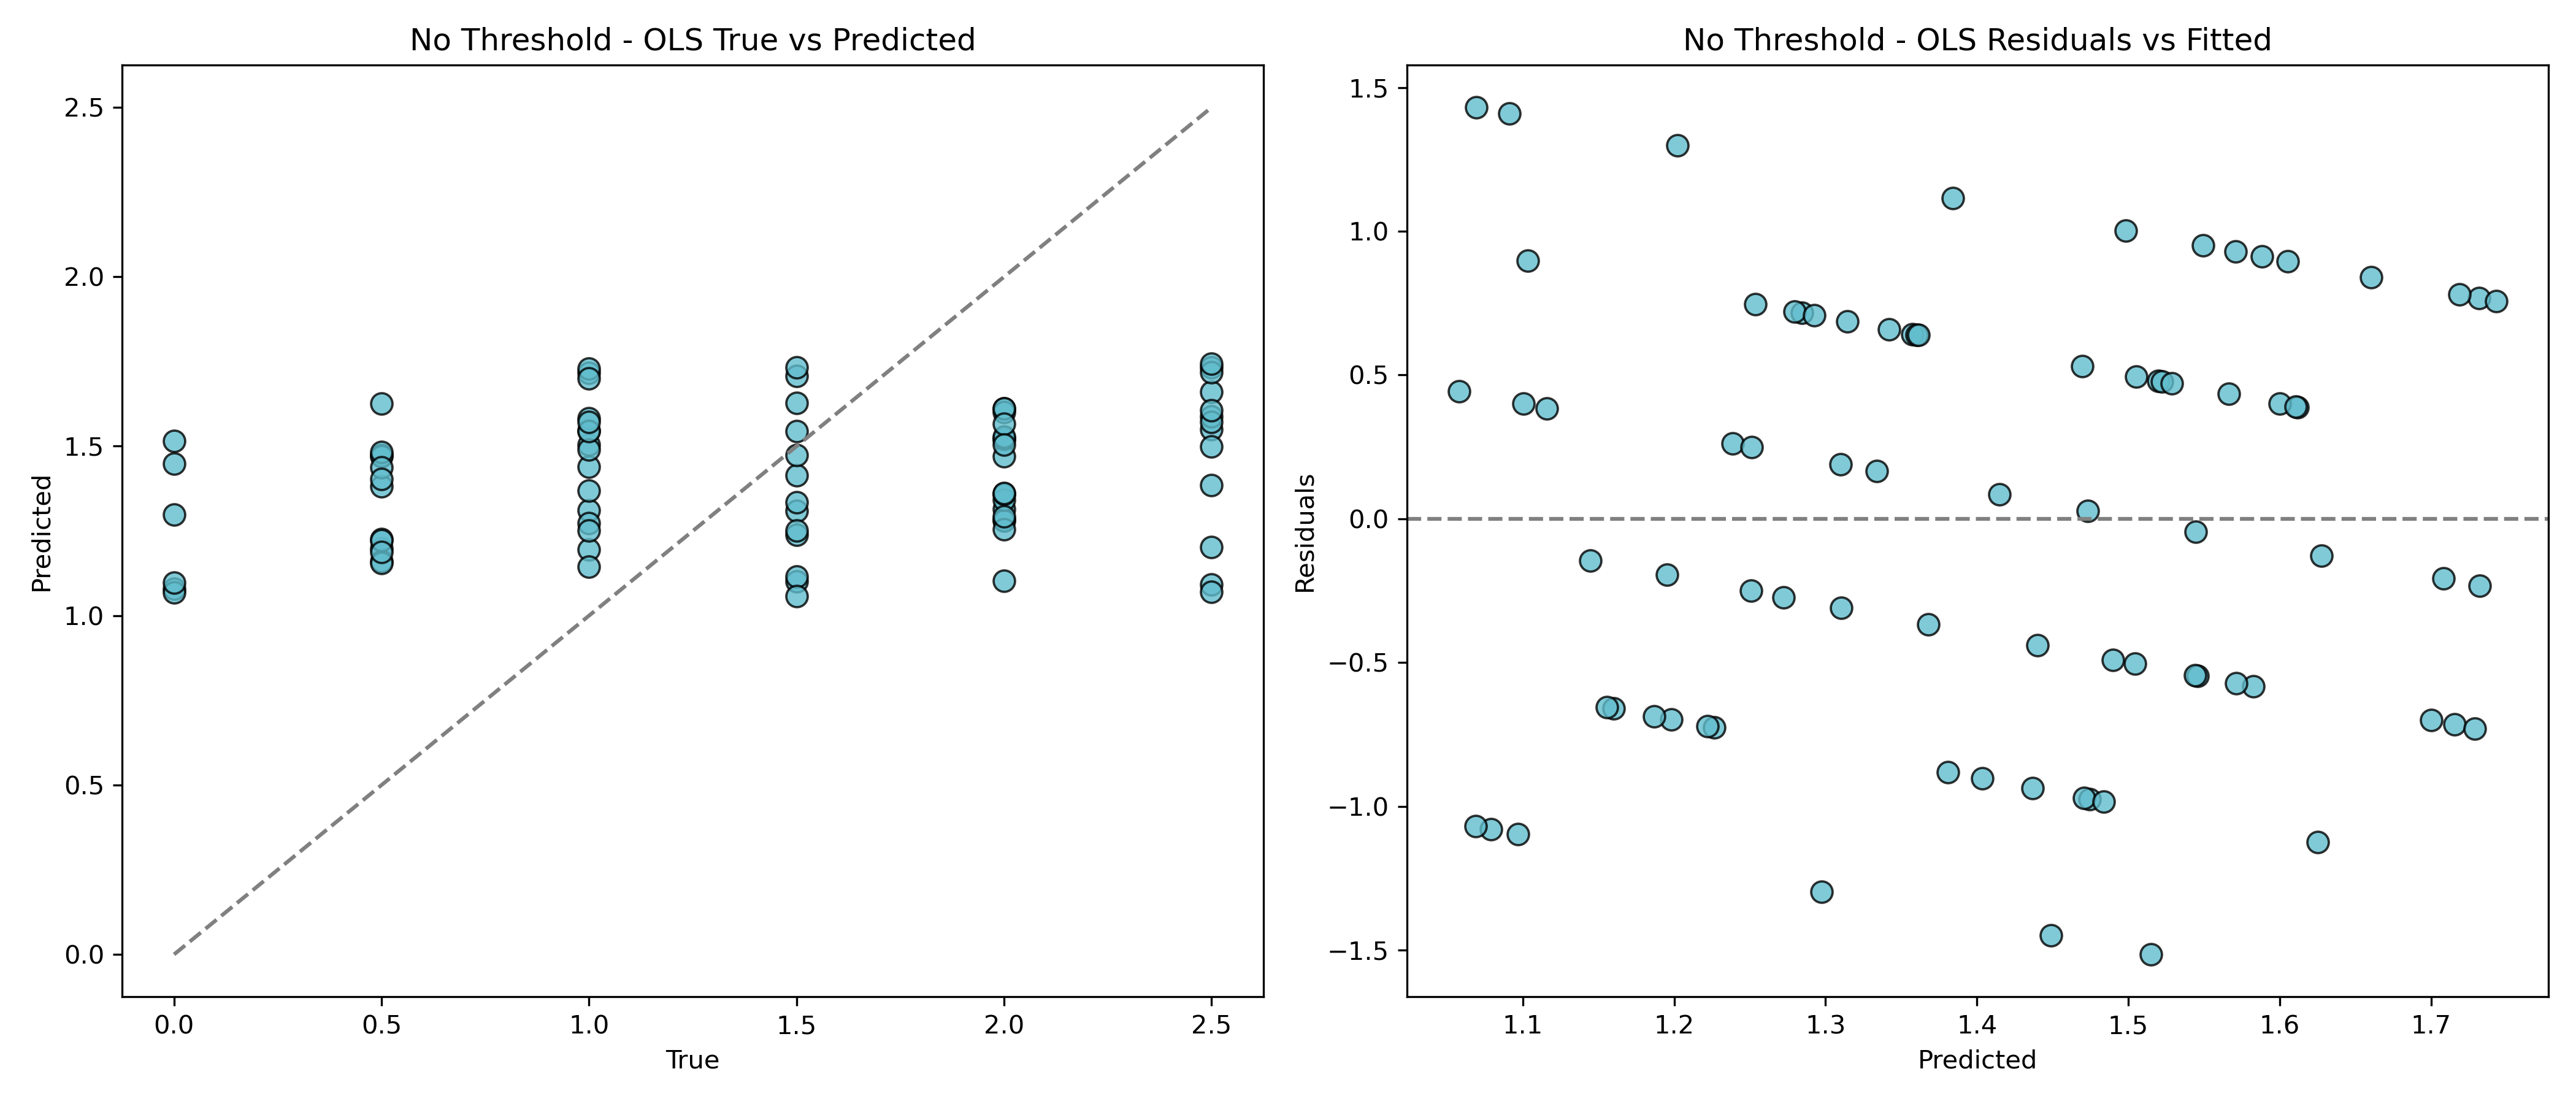 No Threshold - OLS True vs Predicted
2.5
2.0
1.5
1.0
0.5
0.0
Predicted
0.0 0.5 1.0 1.5 2.0 2.5
True
No Threshold - OLS Residuals vs Fitted
1.5
1.0
0.5
0.0
−0.5
−1.0
−1.5
Residuals
1.1 1.2 1.3 1.4 1.5 1.6 1.7
Predicted